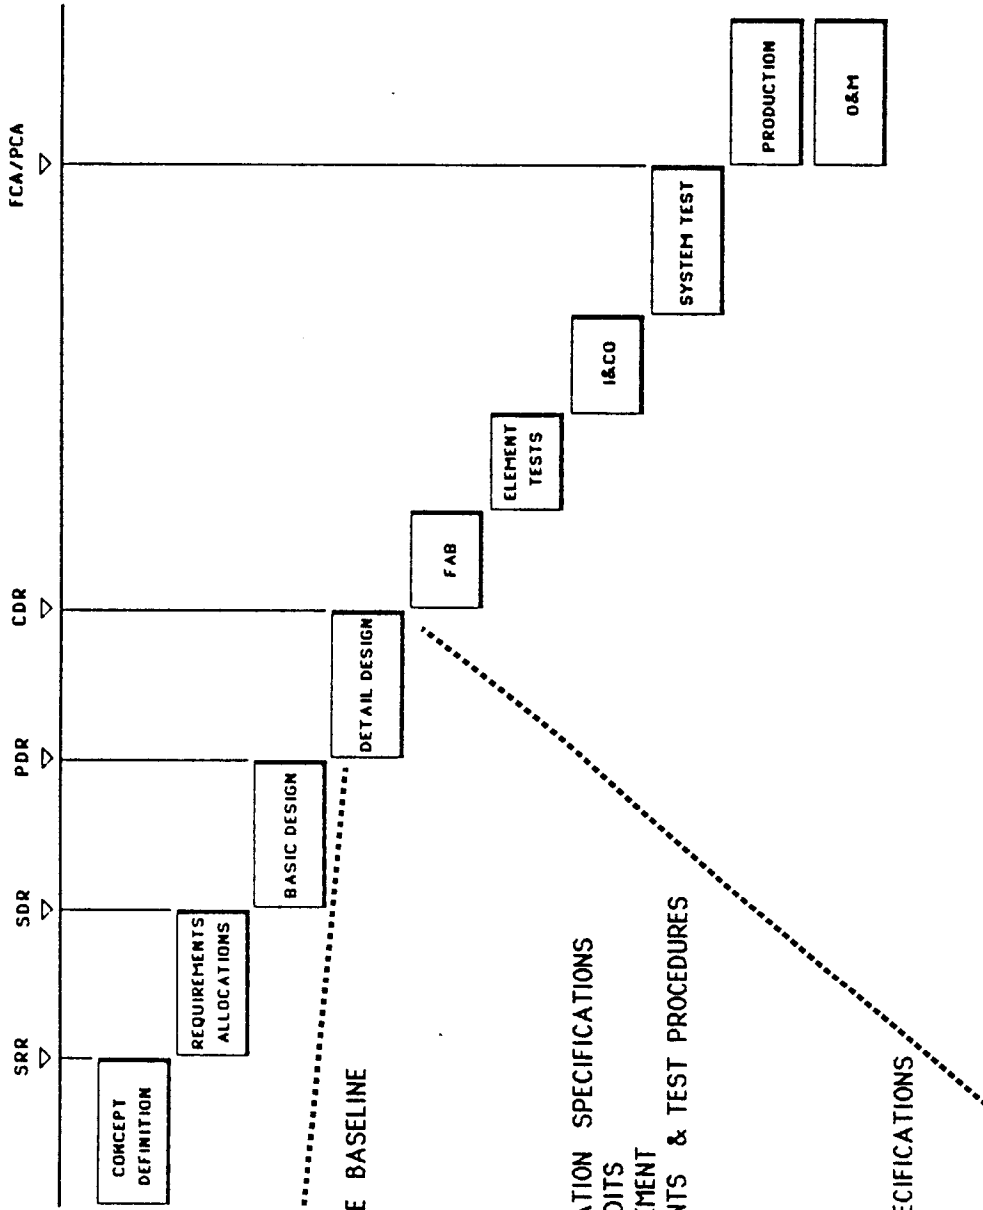 SRR
SDR
PDR
CDR
FCA/PCA
CONCEPT
DEFINITION
REQUIREMENTS
ALLOCATIONS
BASIC DESIGN
DETAIL DESIGN
FAB
ELEMENT
TESTS
I&CO
SYSTEM TEST
PRODUCTION
O&M
E BASELINE
ATION SPECIFICATIONS
DITS
EMENT
NTS & TEST PROCEDURES
ECIFICATIONS